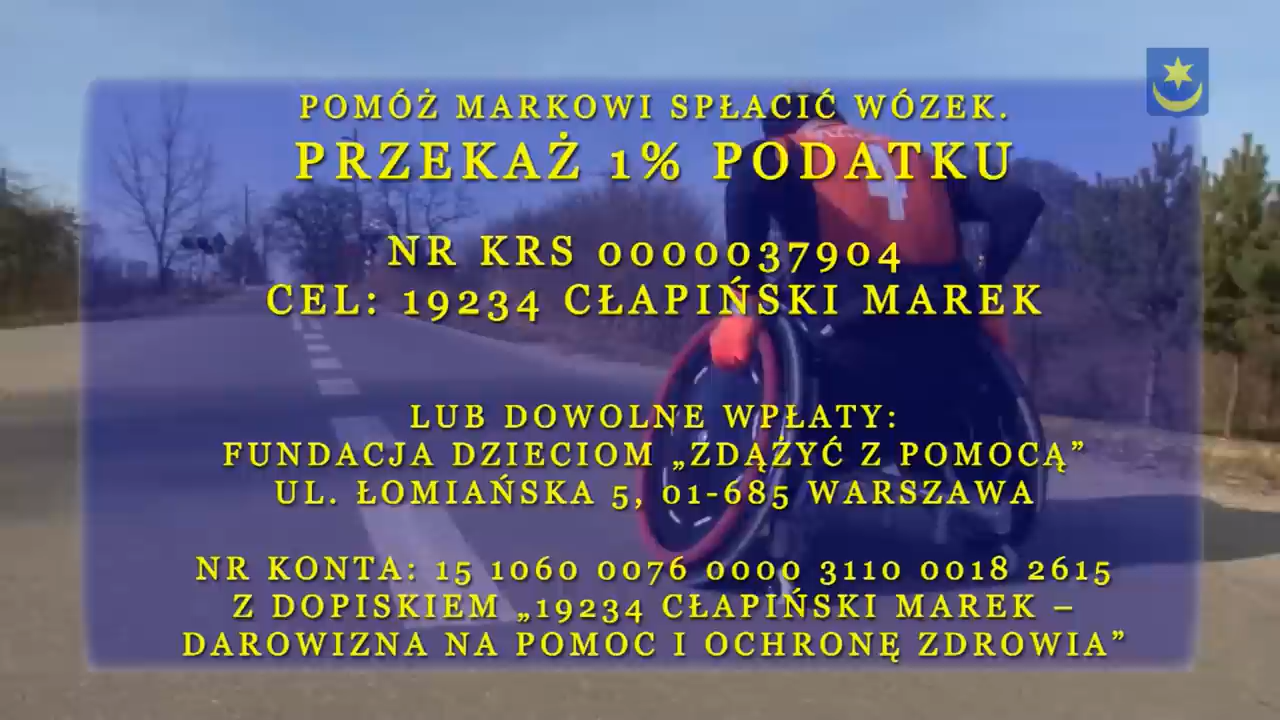 POMÓŻ MARKOWI SPŁACIĆ WÓZEK.
PRZEKAŻ 1% PODATKU
NR KRS 0000037904
CEL: 19234 CŁAPIŃSKI MAREK
LUB DOWOLNE WPŁATY:
FUNDACJA DZIECIOM „ZDĄŻYĆ Z POMOCĄ”
UL. ŁOMIAŃSKA 5, 01-685 WARSZAWA
NR KONTA: 15 1060 0076 0000 3110 0018 2615
Z DOPISKIEM „19234 CŁAPIŃSKI MAREK –
DAROWIZNA NA POMOC I OCHRONĘ ZDROWIA”